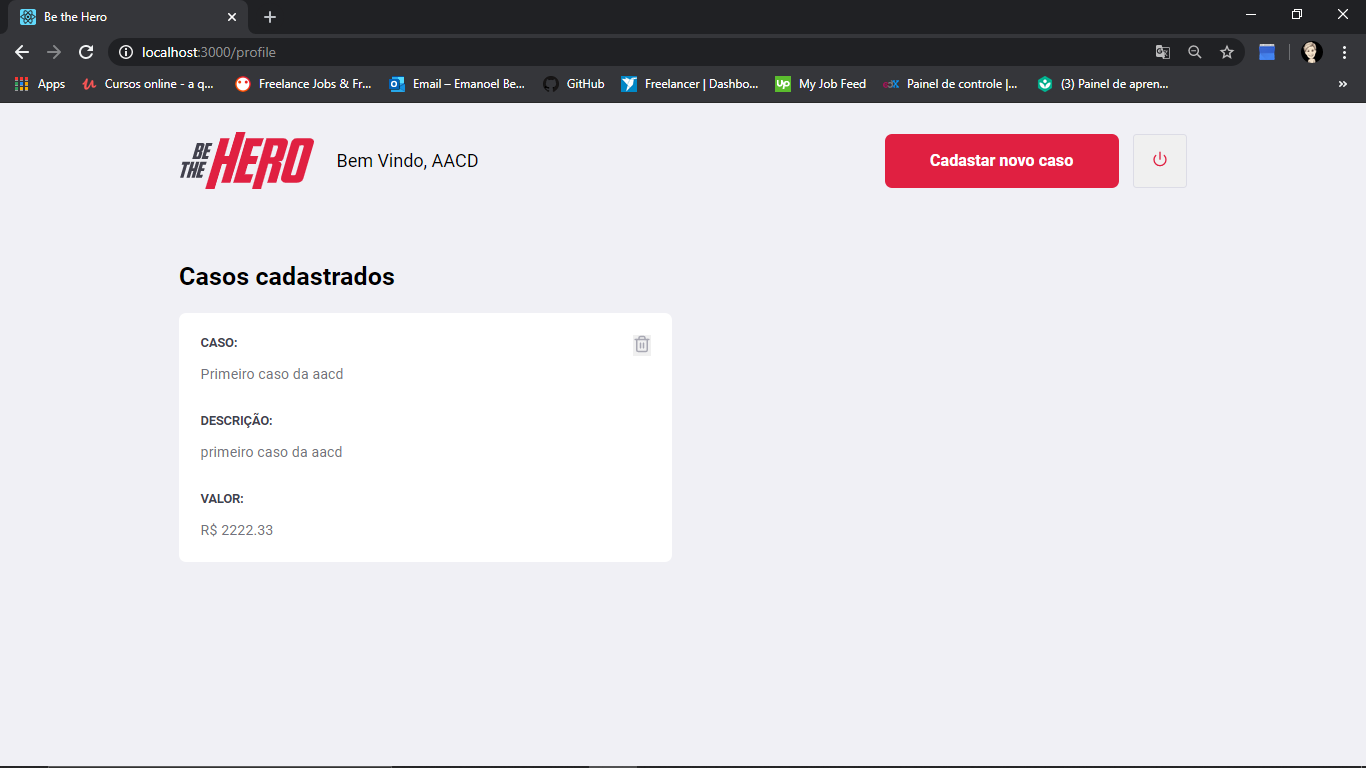 Be the Hero
localhost:3000/profile
Apps
Cursos online - a q...
Freelance Jobs & Fr...
Email – Emanoel Be...
GitHub
Freelancer | Dashbo...
Up My Job Feed
Painel de controle |...
(3) Painel de apren...
»
BE THE HERO
Bem Vindo, AACD
Cadastar novo caso
Casos cadastrados
CASO:
Primeiro caso da aacd
DESCRIÇÃO:
primeiro caso da aacd
VALOR:
R$ 2222.33